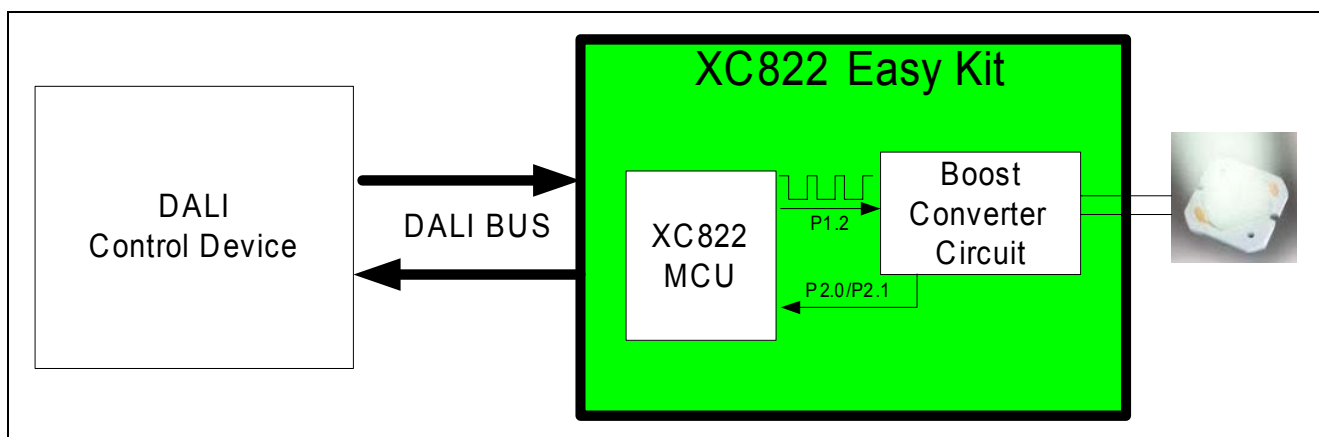 XC822 Easy Kit
DALI
Control Device
DALI BUS
XC822
MCU
P1.2
P2.0/P2.1
Boost
Converter
Circuit